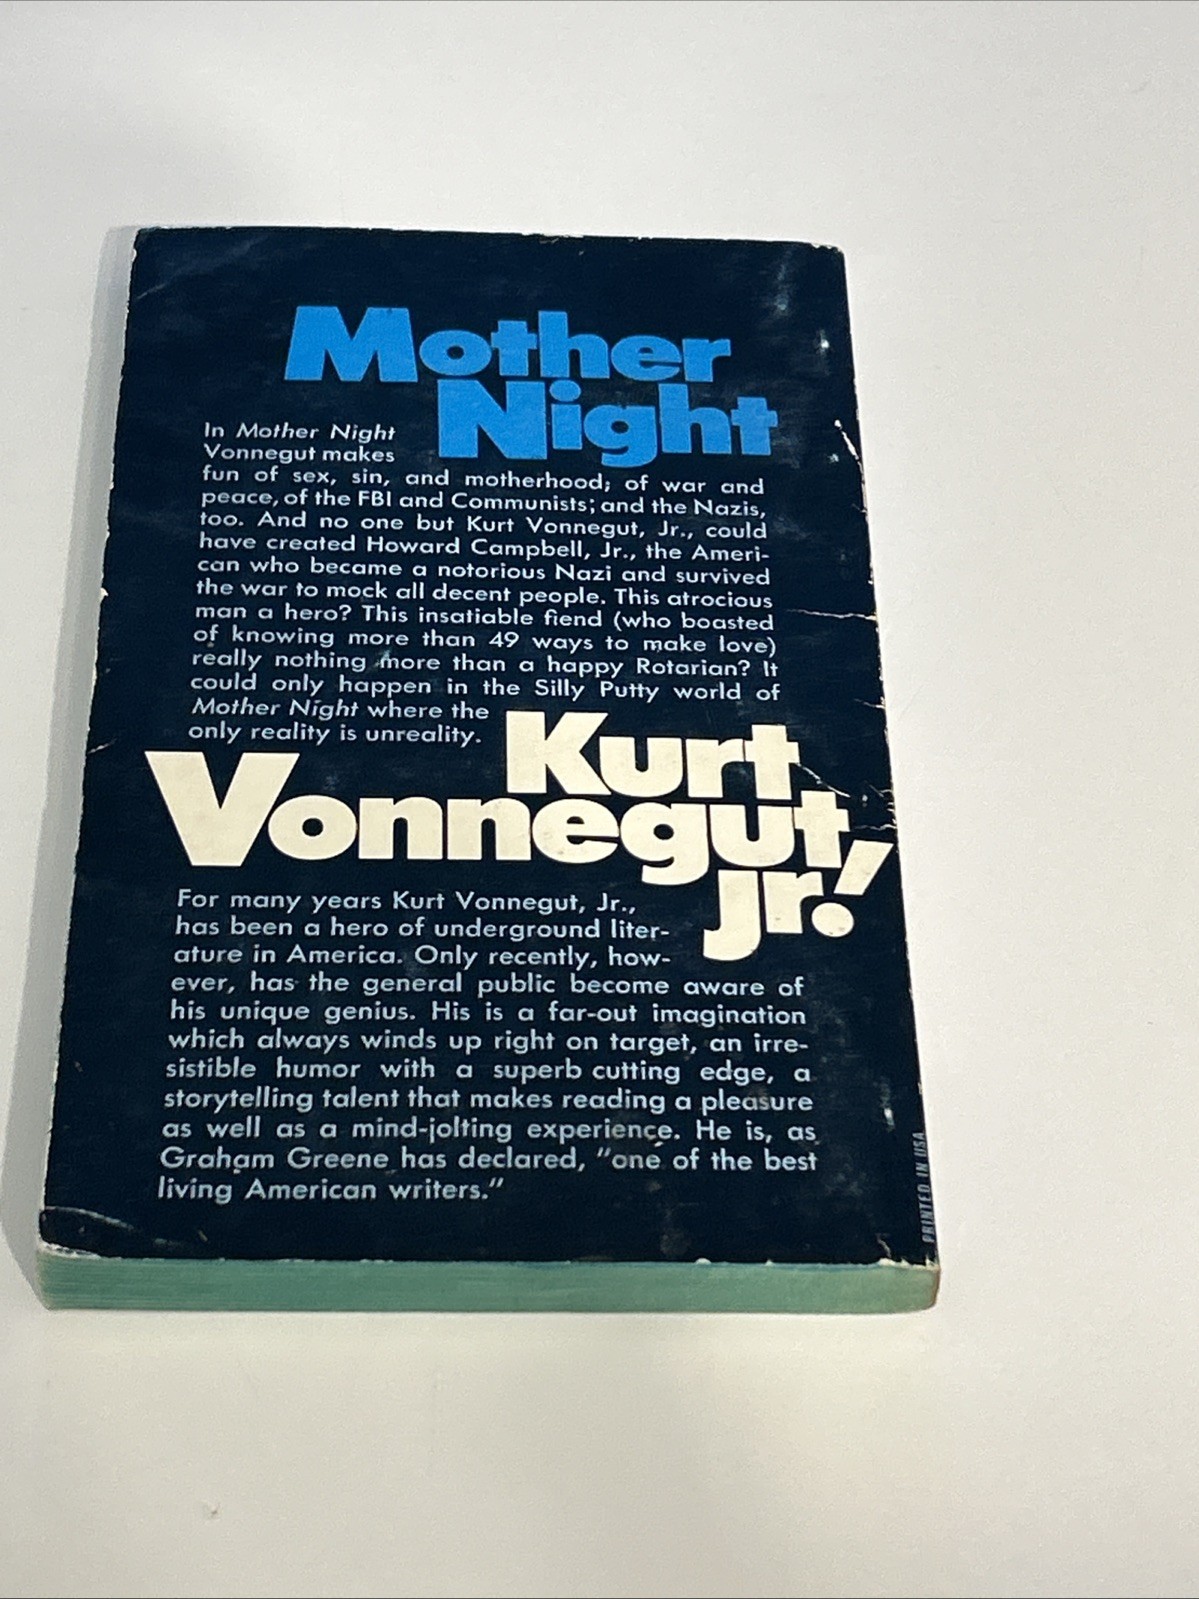 Mother
Night
In Mother Night
Vonnegut makes
fun of sex, sin, and motherhood; of war and
peace, of the FBI and Communists; and the Nazis,
too. And no one but Kurt Vonnegut, Jr., could
have created Howard Campbell, Jr., the Ameri-
can who became a notorious Nazi and survived
the war to mock all decent people. This atrocious
man a hero? This insatiable fiend (who boasted
of knowing more than 49 ways to make love)
really nothing more than a happy Rotarian? It
could only happen in the Silly Putty world of
Mother Night where the
only reality is unreality.
Kurt
Vonnegut,
jr.!
For many years Kurt Vonnegut, Jr.,
has been a hero of underground liter-
ature in America. Only recently, how-
ever, has the general public become aware of
his unique genius. His is a far-out imagination
which always winds up right on target, an irre-
sistible humor with a superb cutting edge, a
storytelling talent that makes reading a pleasure
as well as a mind-jolting experience. He is, as
Graham Greene has declared, "one of the best
living American writers."
PRINTED IN USA